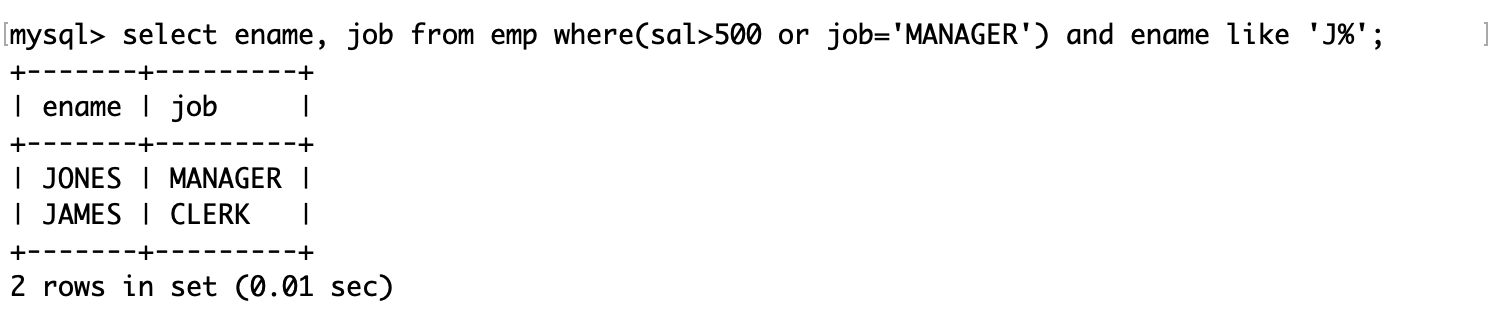 [mysql> select ename, job from emp where(sal>500 or job='MANAGER') and ename like 'J%'; ]
+-------+---------+
| ename | job     |
+-------+---------+
| JONES | MANAGER |
| JAMES | CLERK   |
+-------+---------+
2 rows in set (0.01 sec)